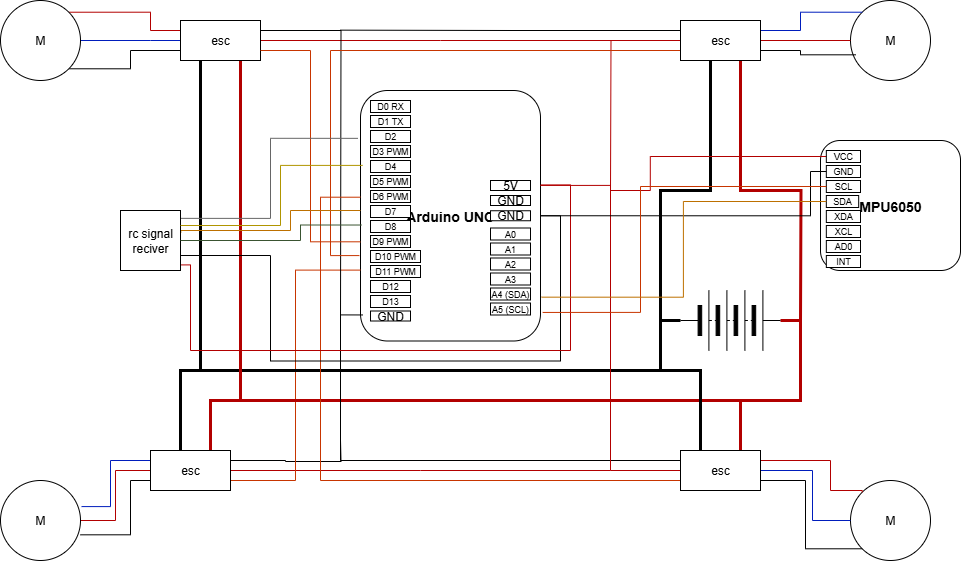 M
esc
esc
M
D0 RX
D1 TX
D2
D3 PWM
D4
D5 PWM
D6 PWM
D7
D8
D9 PWM
D10 PWM
D11 PWM
D12
D13
GND
Arduino UNO
5V
GND
GND
A0
A1
A2
A3
A4 (SDA)
A5 (SCL)
VCC
GND
SCL
SDA
XDA
XCL
AD0
INT
MPU6050
rc signal
reciver
esc
esc
M
M